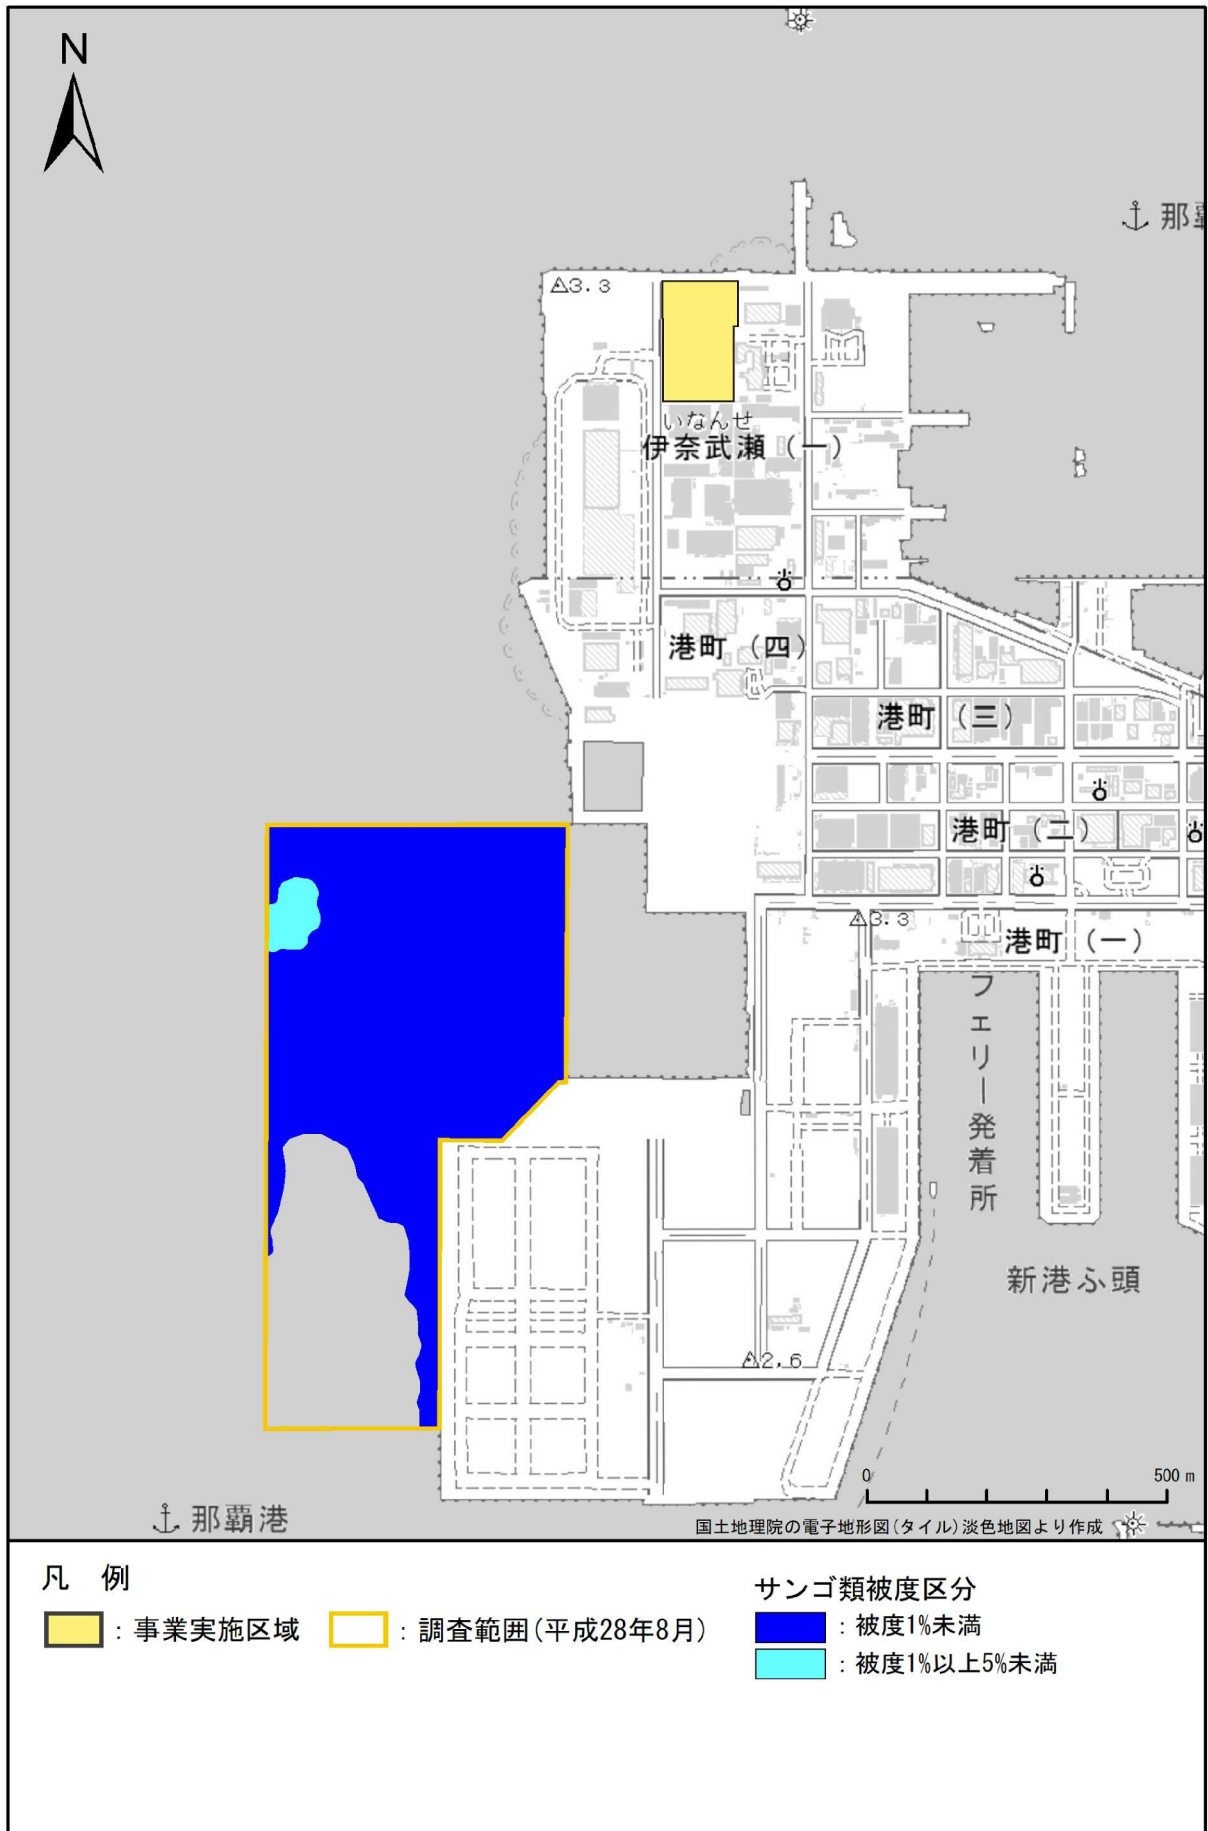 N
那覇
△3.3
いなんせ
伊奈武瀬(一)
港町(四)
港町(三)
港町(二)
△3.3
港町(一)
フェリー発着所
新港ふ頭
△2.6
0 500 m
那覇港
国土地理院の電子地形図(タイル)淡色地図より作成
凡 例
:事業実施区域
:調査範囲(平成28年8月)
サンゴ類被度区分
:被度1%未満
:被度1%以上5%未満